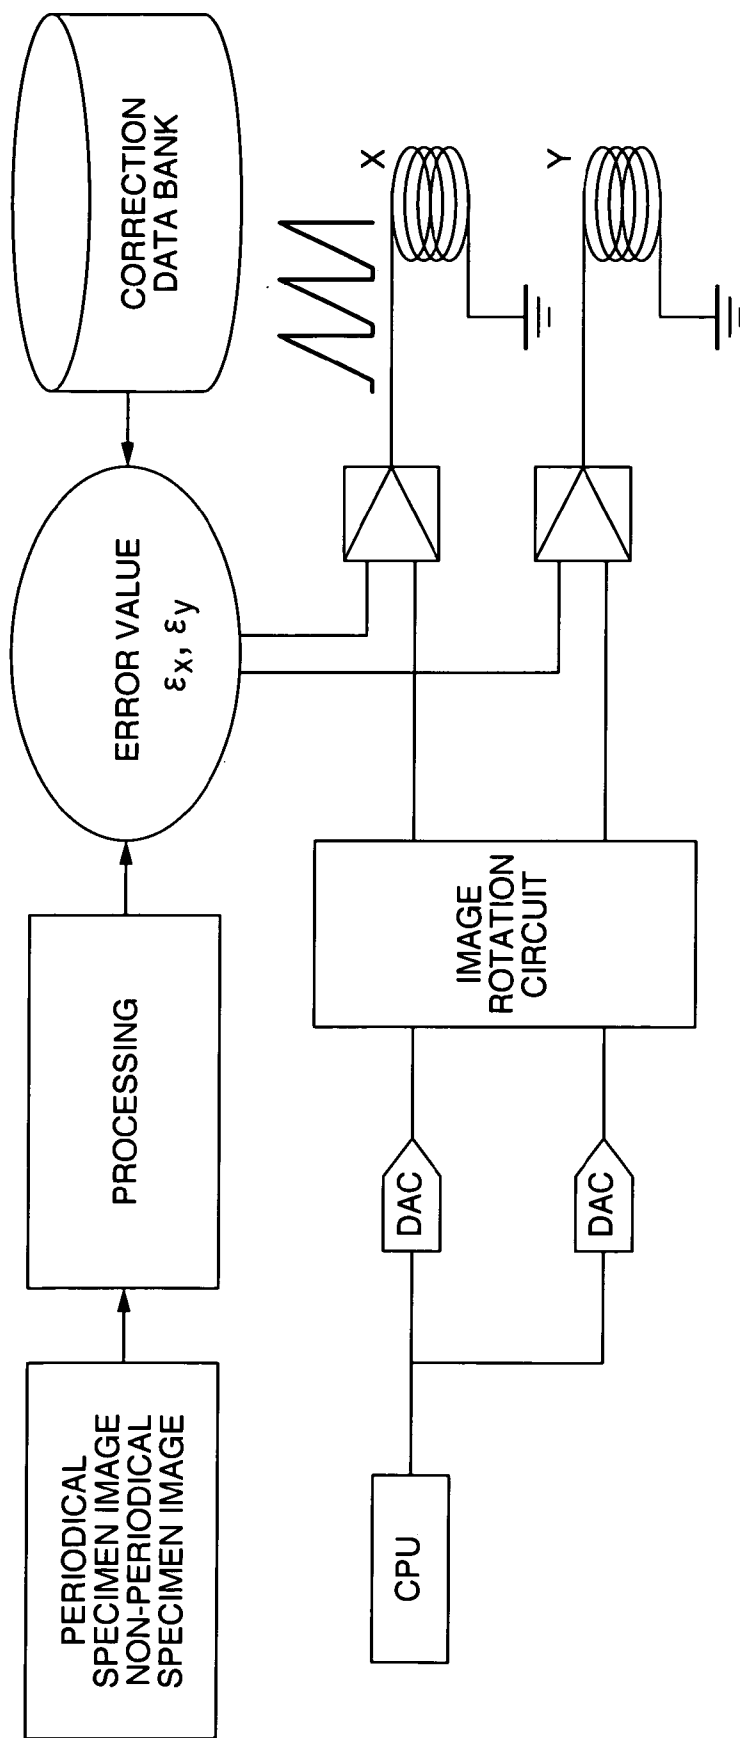 PERIODICAL
SPECIMEN IMAGE
NON-PERIODICAL
SPECIMEN IMAGE
PROCESSING
ERROR VALUE
εx, εy
CORRECTION
DATA BANK
CPU
DAC
DAC
IMAGE
ROTATION
CIRCUIT
X
Y